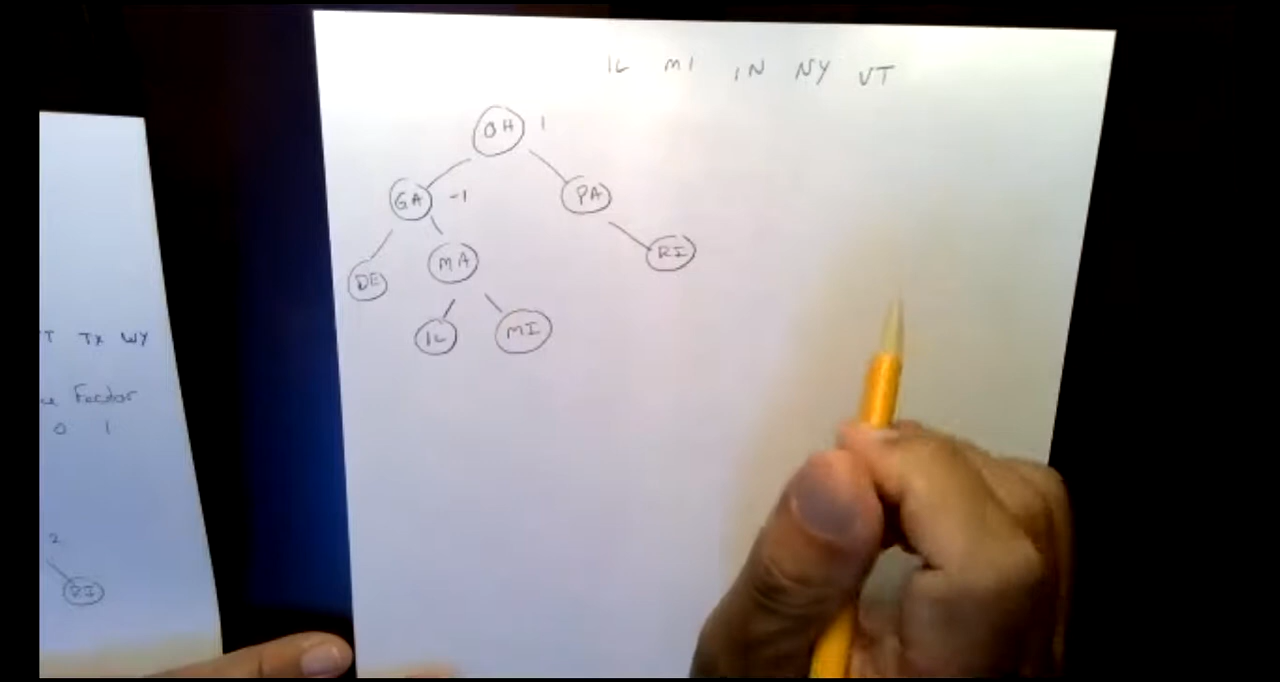 IL MI IN NY VT
OH 1
GA -1 PA
DE MA RI
IL MI
T TX WY
Factor
0 1
2
RI